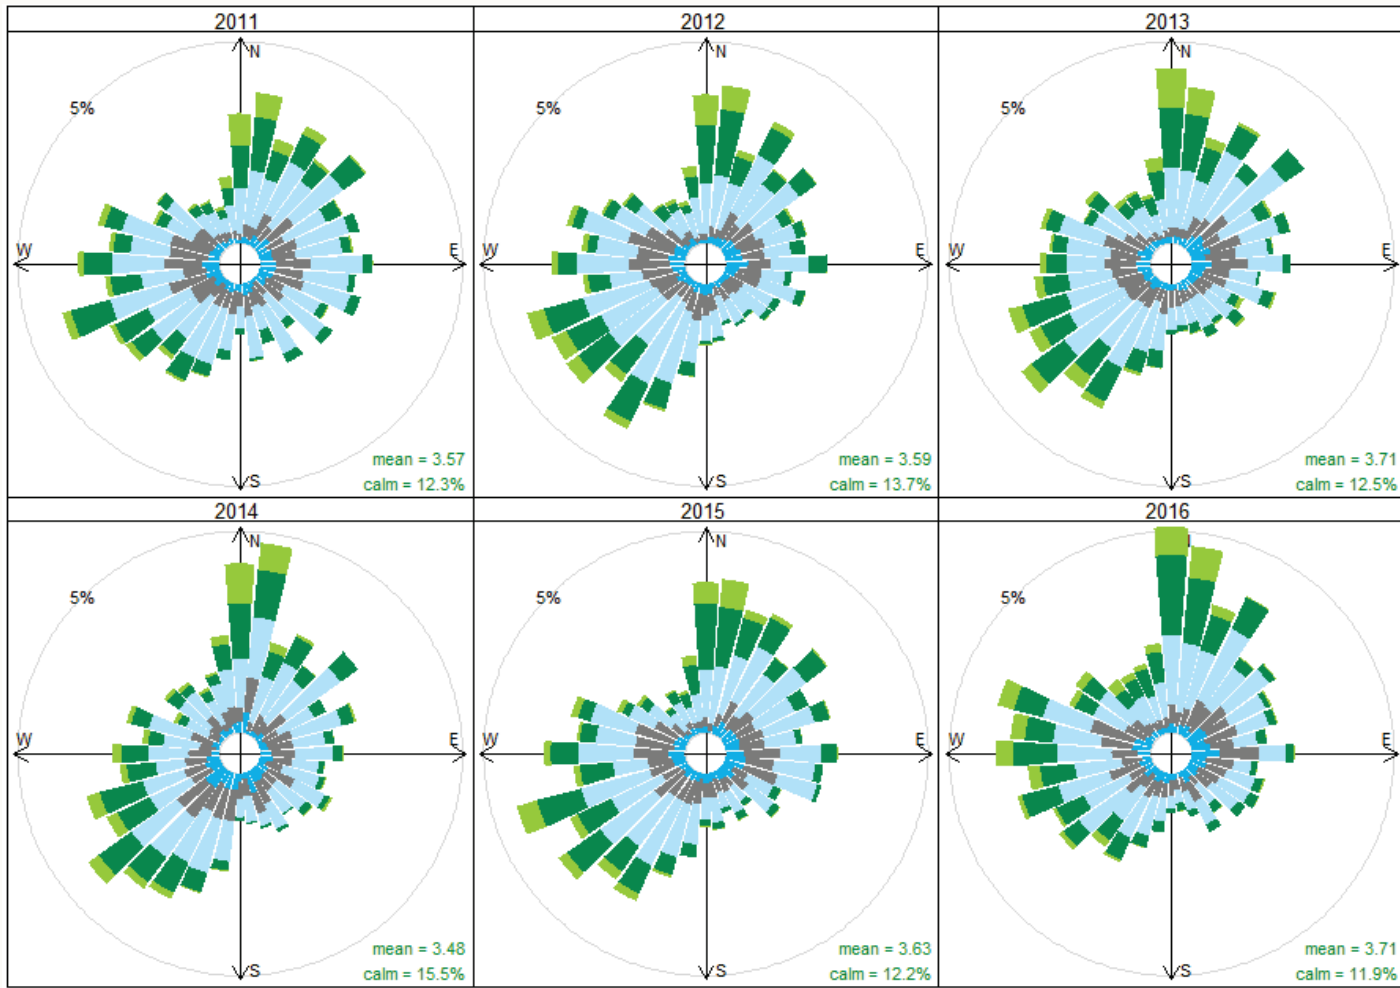 2011
N
5%
W
E
S
mean = 3.57
calm = 12.3%
2012
N
5%
W
E
S
mean = 3.59
calm = 13.7%
2013
N
5%
W
E
S
mean = 3.71
calm = 12.5%
2014
N
5%
W
E
S
mean = 3.48
calm = 15.5%
2015
N
5%
W
E
S
mean = 3.63
calm = 12.2%
2016
5%
W
E
S
mean = 3.71
calm = 11.9%